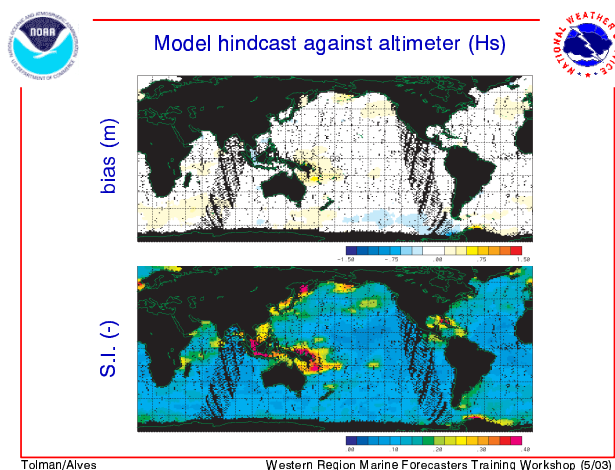 Model hindcast against altimeter (Hs)
NOAA
bias (m)
-1.50 -.75 .00 .75 1.50
S.I. (-)
.00 .10 .20 .30 .40
Tolman/Alves
Western Region Marine Forecasters Training Workshop (5/03)